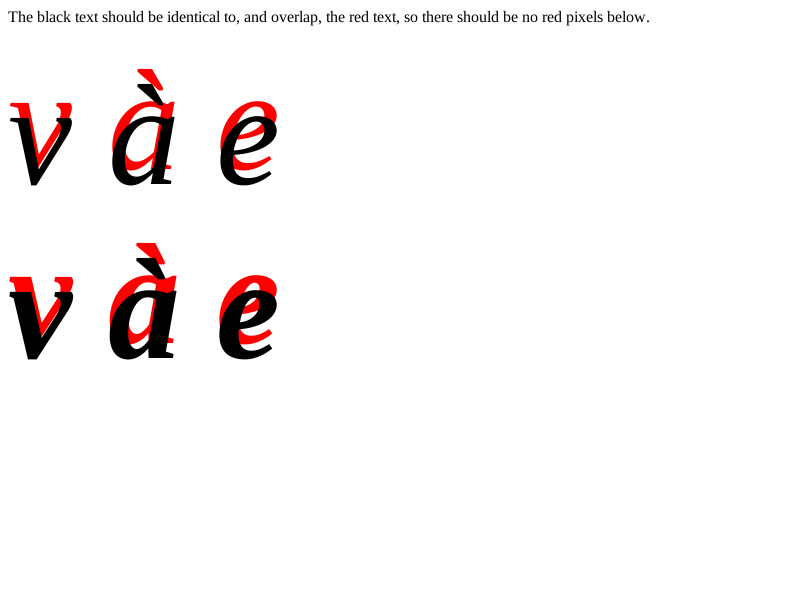 The black text should be identical to, and overlap, the red text, so there should be no red pixels below.
v à e
v à e